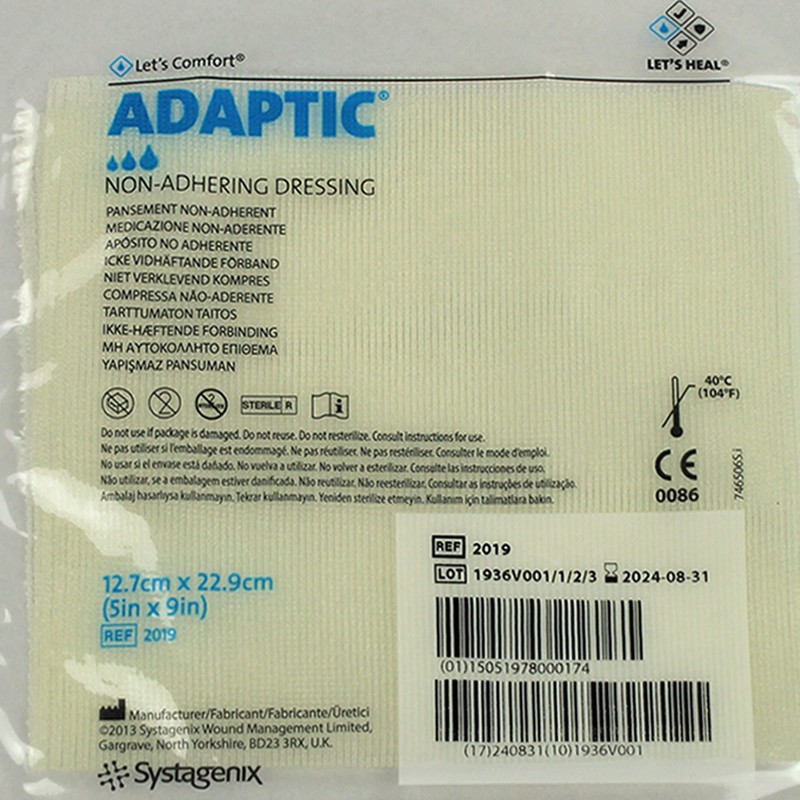 Let's Comfort®
LET'S HEAL®
ADAPTIC®
NON-ADHERING DRESSING
PANSEMENT NON-ADHERENT
MEDICAZIONE NON-ADERENTE
APÓSITO NO ADHERENTE
ICKE VIDHÄFTANDE FÖRBAND
NIET VERKLEVEND KOMPRES
COMPRESSA NÃO-ADERENTE
TARTTUMATON TAITOS
IKKE-HÆFTENDE FORBINDING
ΜΗ ΑΥΤΟΚΟΛΛΗΤΟ ΕΠΙΘΕΜΑ
YAPIŞMAZ PANSUMAN
STERILE R
Do not use if package is damaged. Do not reuse. Do not resterilize. Consult instructions for use.
Ne pas utiliser si l'emballage est endommagé. Ne pas réutiliser. Ne pas restériliser. Consulter le mode d'emploi.
No usar si el envase está dañado. No vuelva a utilizar. No volver a esterilizar. Consulte las instrucciones de uso.
Não utilizar, se a embalagem estiver danificada. Não reutilizar. Não reesterilizar. Consultar as instruções de utilização.
Ambalaj hasarlıysa kullanmayın. Tekrar kullanmayın. Yeniden sterilize etmeyin. Kullanım için talimatlara bakın.
40°C
(104°F)
CE
0086
746S065.i
12.7cm x 22.9cm
(5in x 9in)
REF 2019
REF 2019
LOT 1936V001/1/2/3 2024-08-31
(01)15051978000174
(17)240831(10)1936V001
Manufacturer/Fabricant/Fabricante/Üretici
©2013 Systagenix Wound Management Limited,
Gargrave, North Yorkshire, BD23 3RX, U.K.
Systagenix